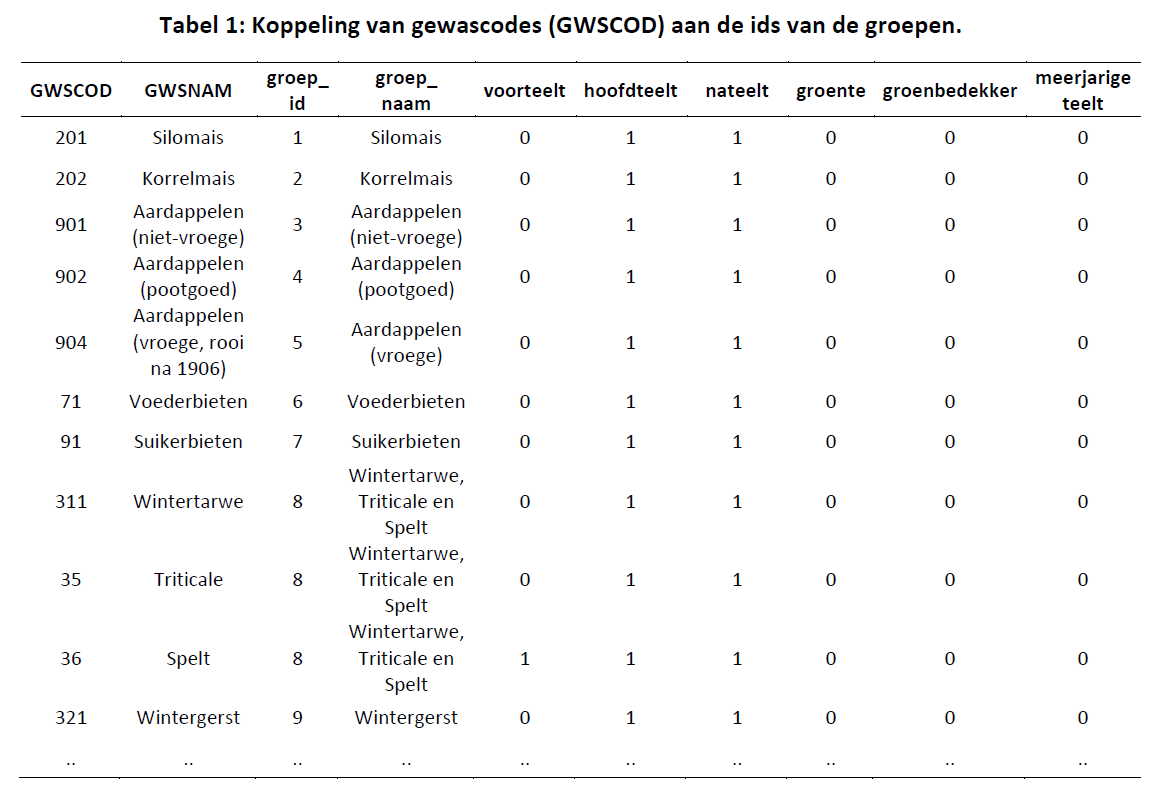 Tabel 1: Koppeling van gewascodes (GWSCOD) aan de ids van de groepen.
GWSCOD GWSNAM groep_ id groep_ naam voorteelt hoofdteelt nateelt groente groenbedekker meerjarige teelt
201 Silomais 1 Silomais 0 1 1 0 0 0
202 Korrelmais 2 Korrelmais 0 1 1 0 0 0
901 Aardappelen (niet-vroege) 3 Aardappelen (niet-vroege) 0 1 1 0 0 0
902 Aardappelen (pootgoed) 4 Aardappelen (pootgoed) 0 1 1 0 0 0
904 Aardappelen (vroege, rooi na 1906) 5 Aardappelen (vroege) 0 1 1 0 0 0
71 Voederbieten 6 Voederbieten 0 1 1 0 0 0
91 Suikerbieten 7 Suikerbieten 0 1 1 0 0 0
311 Wintertarwe 8 Wintertarwe, Triticale en Spelt 0 1 1 0 0 0
35 Triticale 8 Wintertarwe, Triticale en Spelt 0 1 1 0 0 0
36 Spelt 8 Wintertarwe, Triticale en Spelt 1 1 1 0 0 0
321 Wintergerst 9 Wintergerst 0 1 1 0 0 0
.. .. .. .. .. .. .. .. .. ..